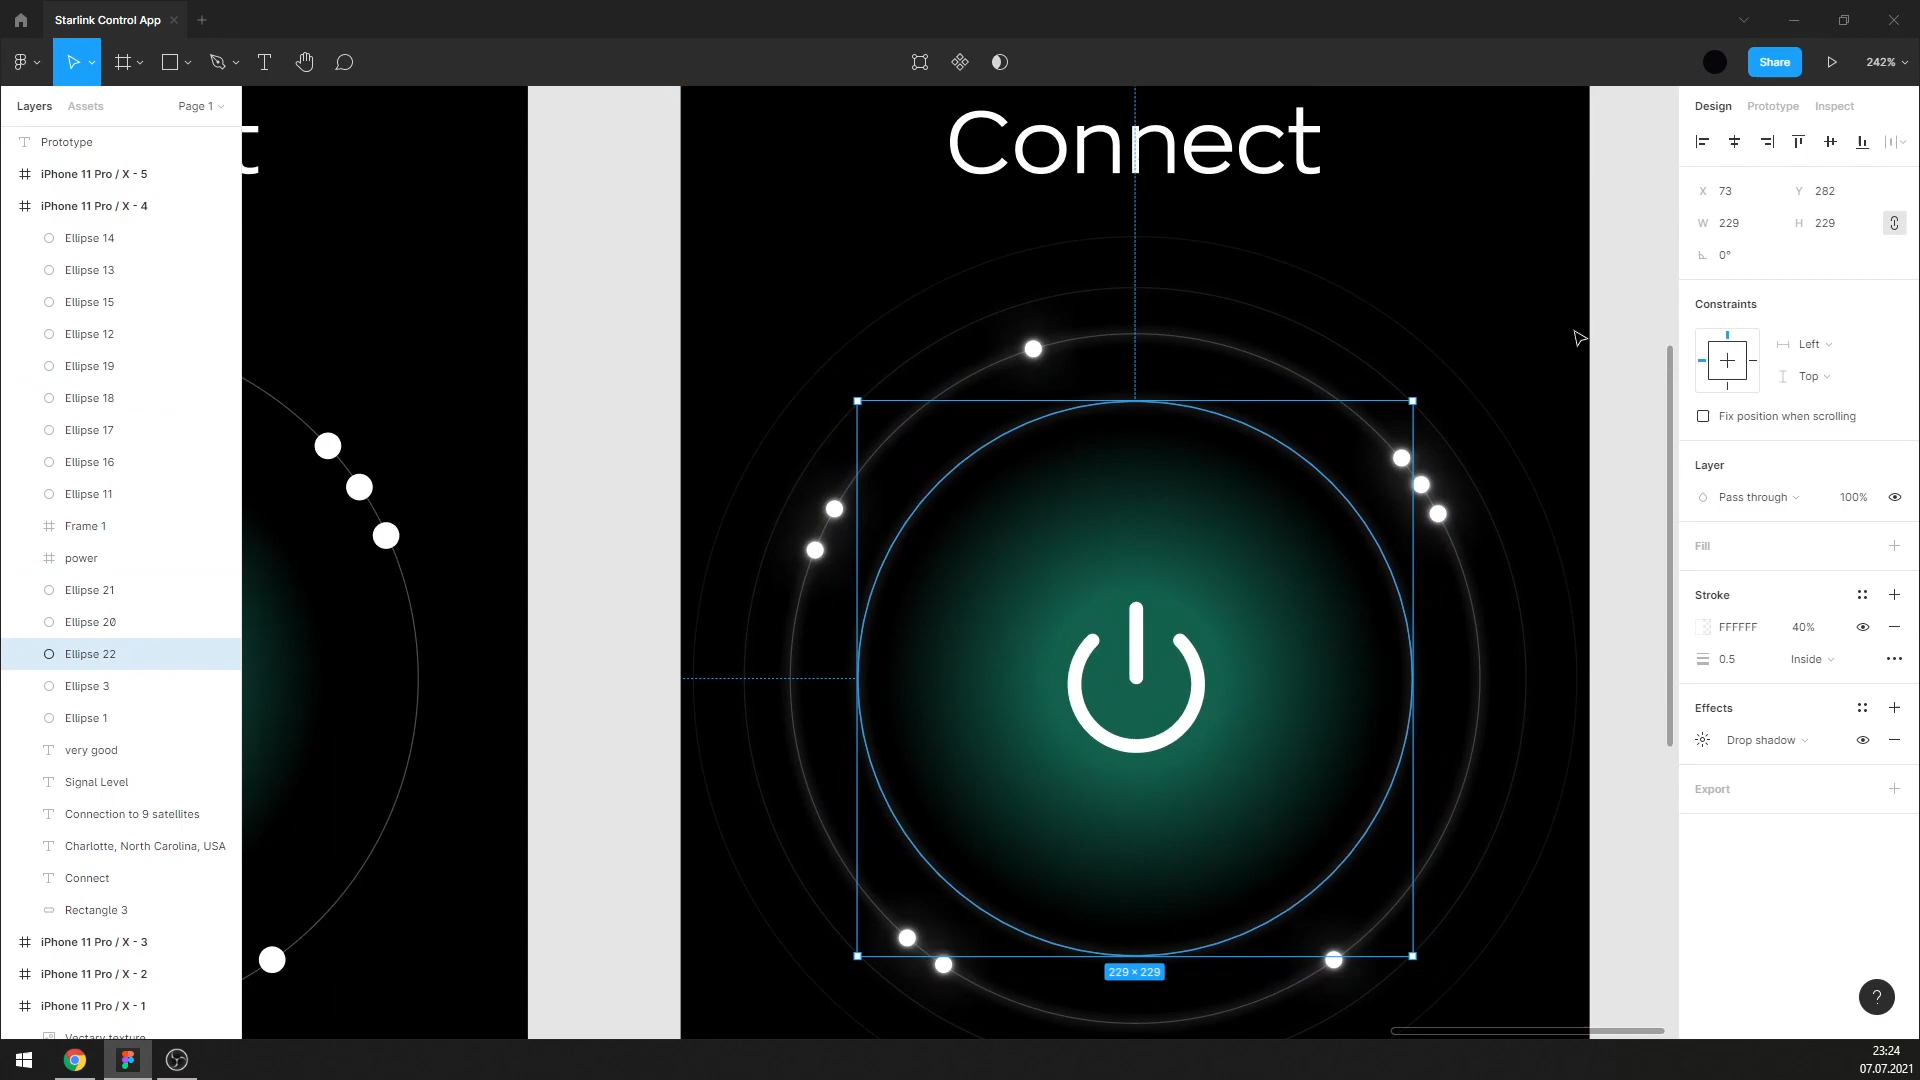 Starlink Control App
Share
242%
Layers
Assets
Page 1
Prototype
iPhone 11 Pro / X - 5
iPhone 11 Pro / X - 4
Ellipse 14
Ellipse 13
Ellipse 15
Ellipse 12
Ellipse 19
Ellipse 18
Ellipse 17
Ellipse 16
Ellipse 11
Frame 1
power
Ellipse 21
Ellipse 20
Ellipse 22
Ellipse 3
Ellipse 1
very good
Signal Level
Connection to 9 satellites
Charlotte, North Carolina, USA
Connect
Rectangle 3
iPhone 11 Pro / X - 3
iPhone 11 Pro / X - 2
iPhone 11 Pro / X - 1
Vectary texture
t
Connect
229 × 229
Design
Prototype
Inspect
X 73
Y 282
W 229
H 229
0°
Constraints
Left
Top
Fix position when scrolling
Layer
Pass through
100%
Fill
Stroke
FFFFFF
40%
0.5
Inside
Effects
Drop shadow
Export
?
23:24
07.07.2021